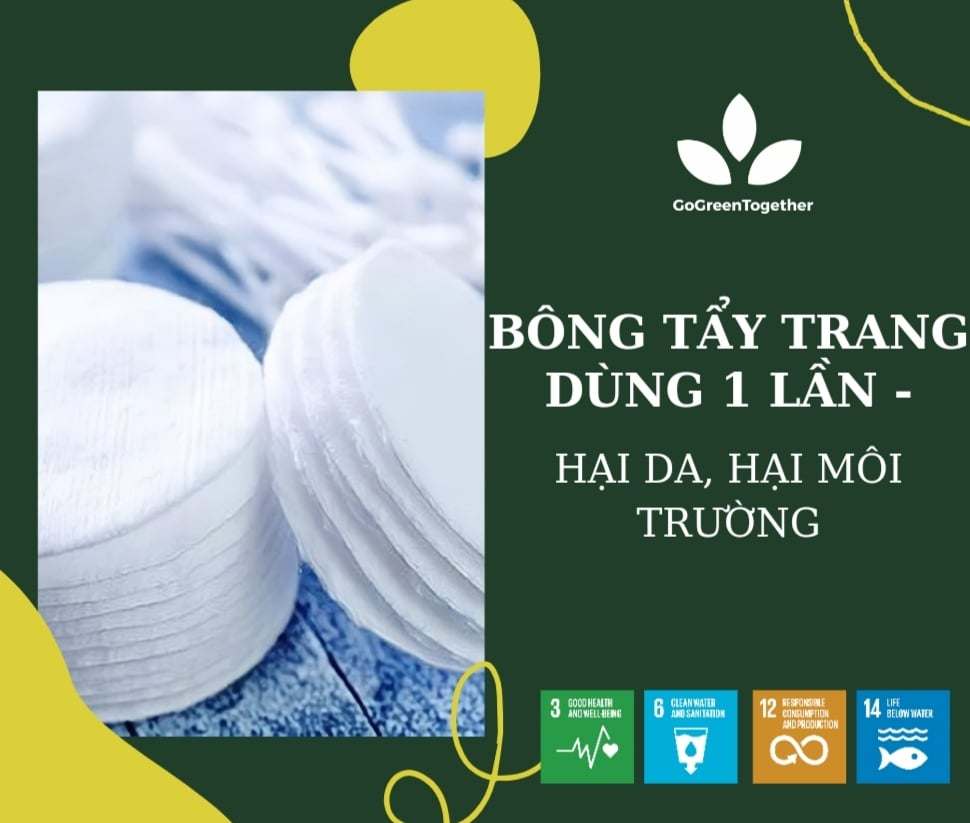 GoGreenTogether
BÔNG TẨY TRANG
DÙNG 1 LẦN -
HẠI DA, HẠI MÔI
TRƯỜNG
3 GOOD HEALTH
AND WELL-BEING
6 CLEAN WATER
AND SANITATION
12 RESPONSIBLE
CONSUMPTION
AND PRODUCTION
14 LIFE
BELOW WATER